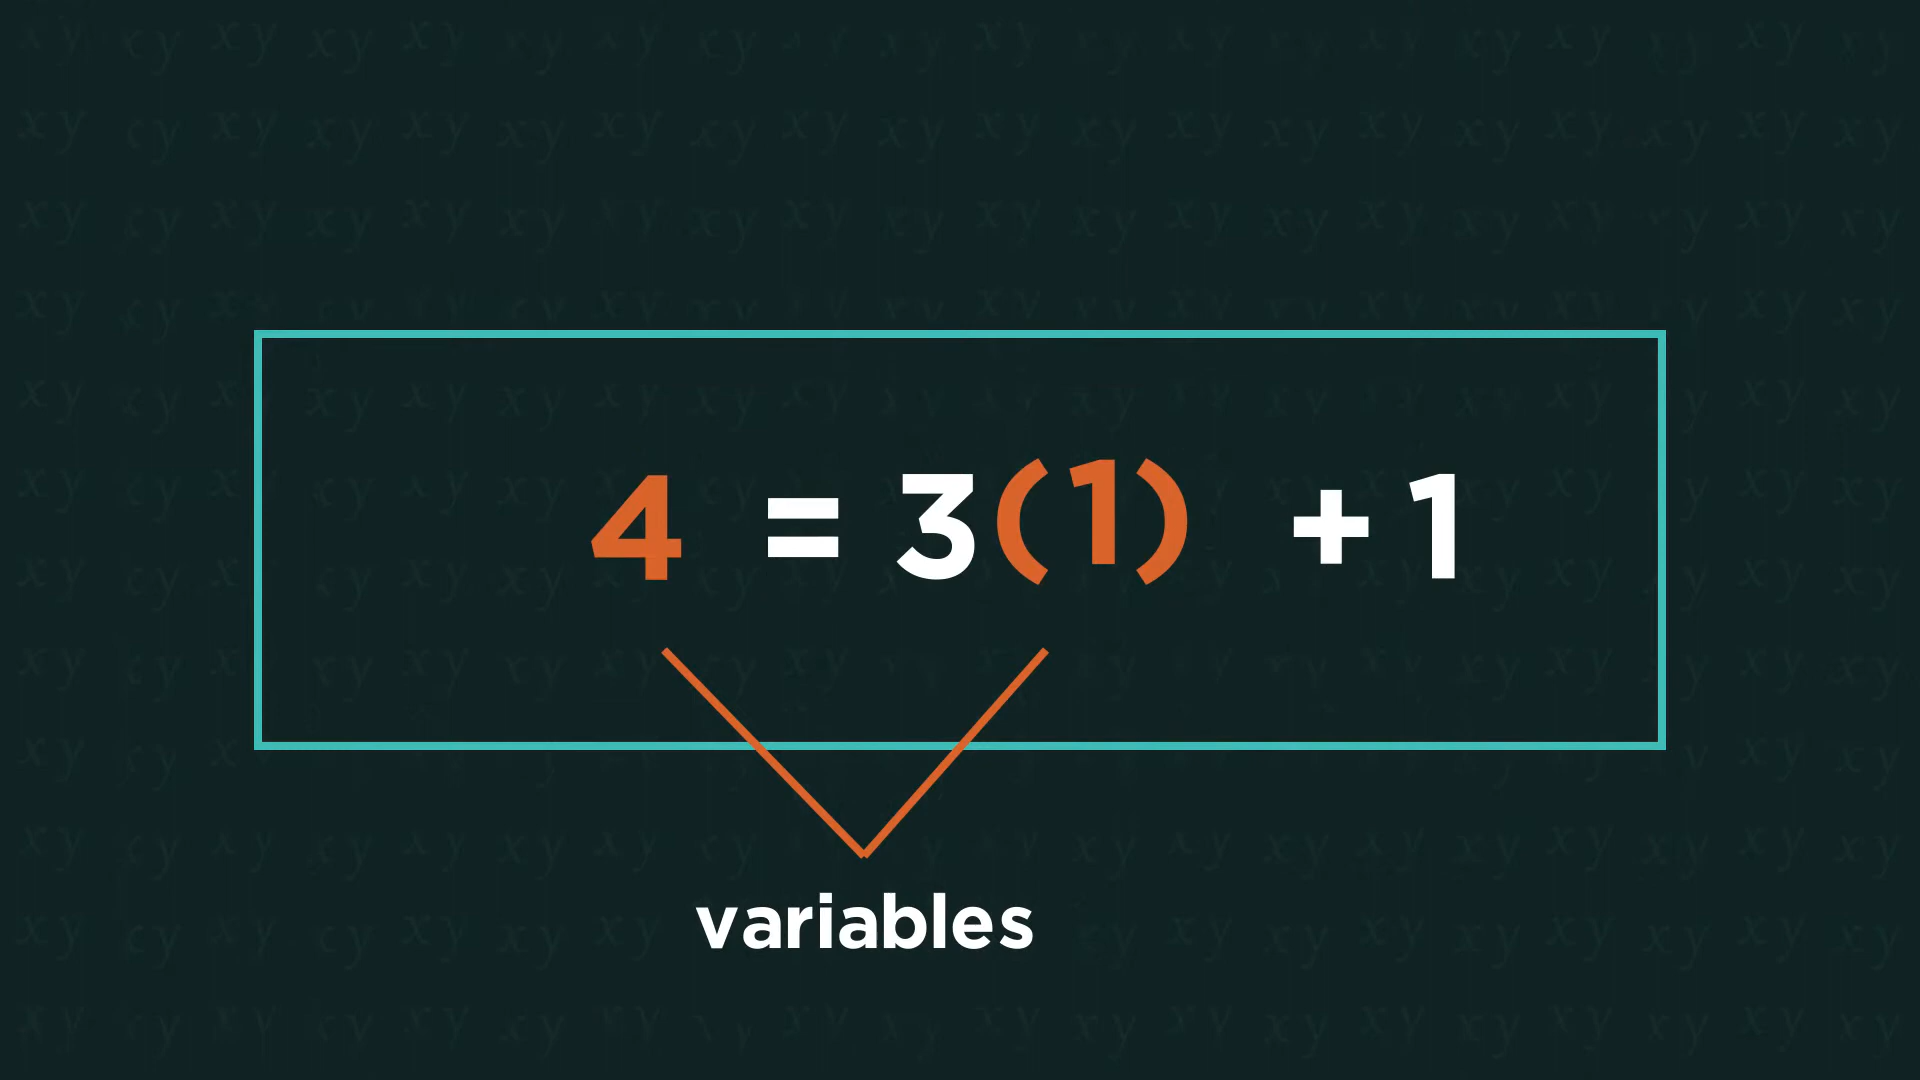 4 = 3(1) + 1
variables